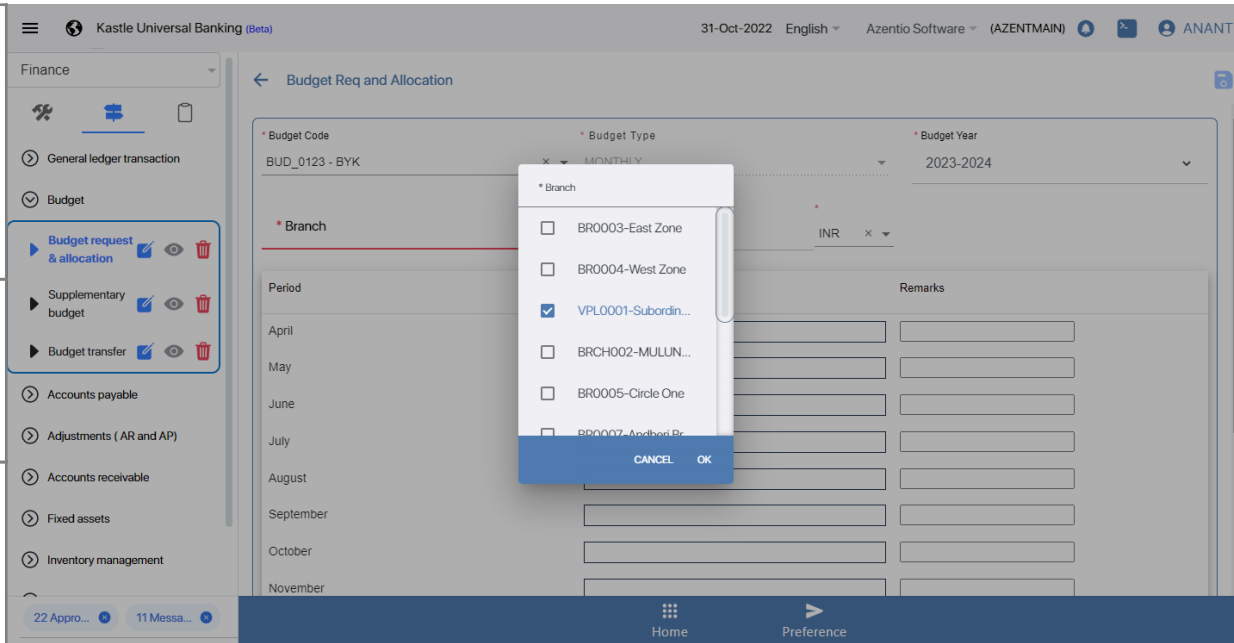 Kastle Universal Banking (Beta)
31-Oct-2022 English Azentio Software (AZENTMAIN) ANANT
Finance
Budget Req and Allocation
General ledger transaction
Budget
Budget request
& allocation
Supplementary
budget
Budget transfer
Accounts payable
Adjustments ( AR and AP)
Accounts receivable
Fixed assets
Inventory management
22 Appro...
11 Messa...
* Budget Code
* Budget Type
* Budget Year
BUD_0123 - BYK
MONTHLY
2023-2024
* Branch
*
INR
* Branch
BR0003-East Zone
BR0004-West Zone
VPL0001-Subordin...
BRCH002-MULUN...
BR0005-Circle One
BR0007-Andheri Br
CANCEL OK
Period
Remarks
April
May
June
July
August
September
October
November
Home
Preference